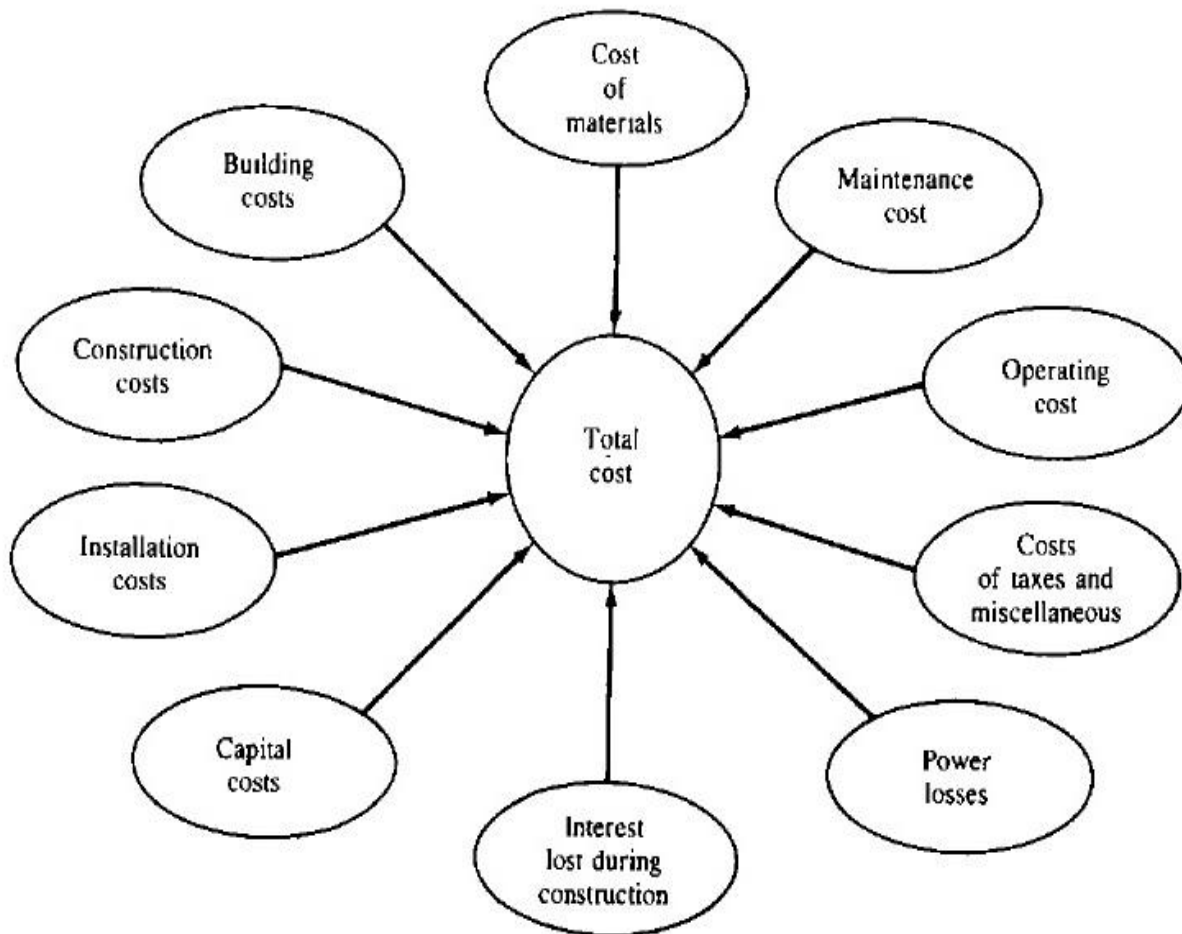 Cost
of
materials
Building
costs
Maintenance
cost
Construction
costs
Operating
cost
Total
cost
Installation
costs
Costs
of taxes and
miscellaneous
Capital
costs
Power
losses
Interest
lost during
construction